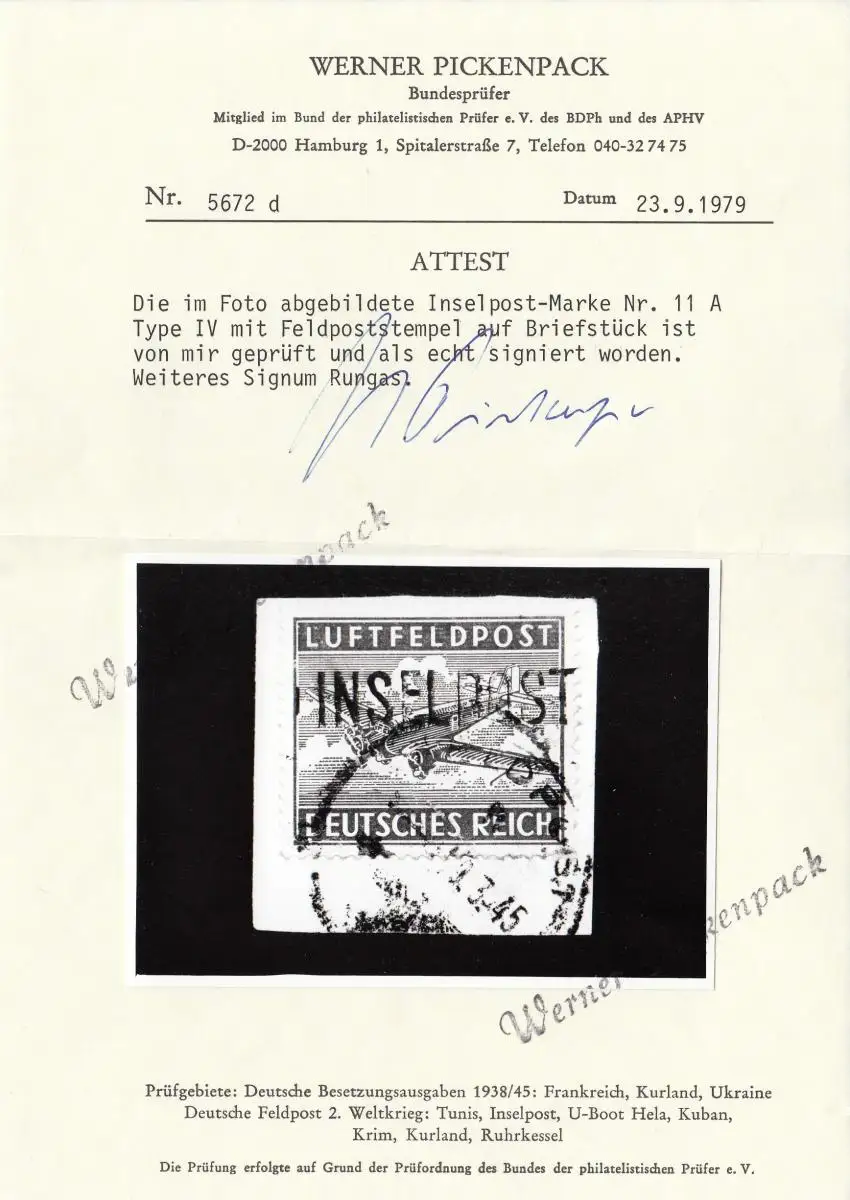 WERNER PICKENPACK
Bundesprüfer
Mitglied im Bund der philatelistischen Prüfer e. V. des BDPh und des APHV
D-2000 Hamburg 1, Spitalerstraße 7, Telefon 040-32 74 75
Nr. 5672 d Datum 23.9.1979
ATTEST
Die im Foto abgebildete Inselpost-Marke Nr. 11 A
Type IV mit Feldpoststempel auf Briefstück ist
von mir geprüft und als echt signiert worden.
Weiteres Signum Rungas.
LUFTFELDPOST
INSELPOST
DEUTSCHES REICH
3.-45
Werner
Prüfgebiete: Deutsche Besetzungsausgaben 1938/45: Frankreich, Kurland, Ukraine
Deutsche Feldpost 2. Weltkrieg: Tunis, Inselpost, U-Boot Hela, Kuban,
Krim, Kurland, Ruhrkessel
Die Prüfung erfolgte auf Grund der Prüfordnung des Bundes der philatelistischen Prüfer e. V.